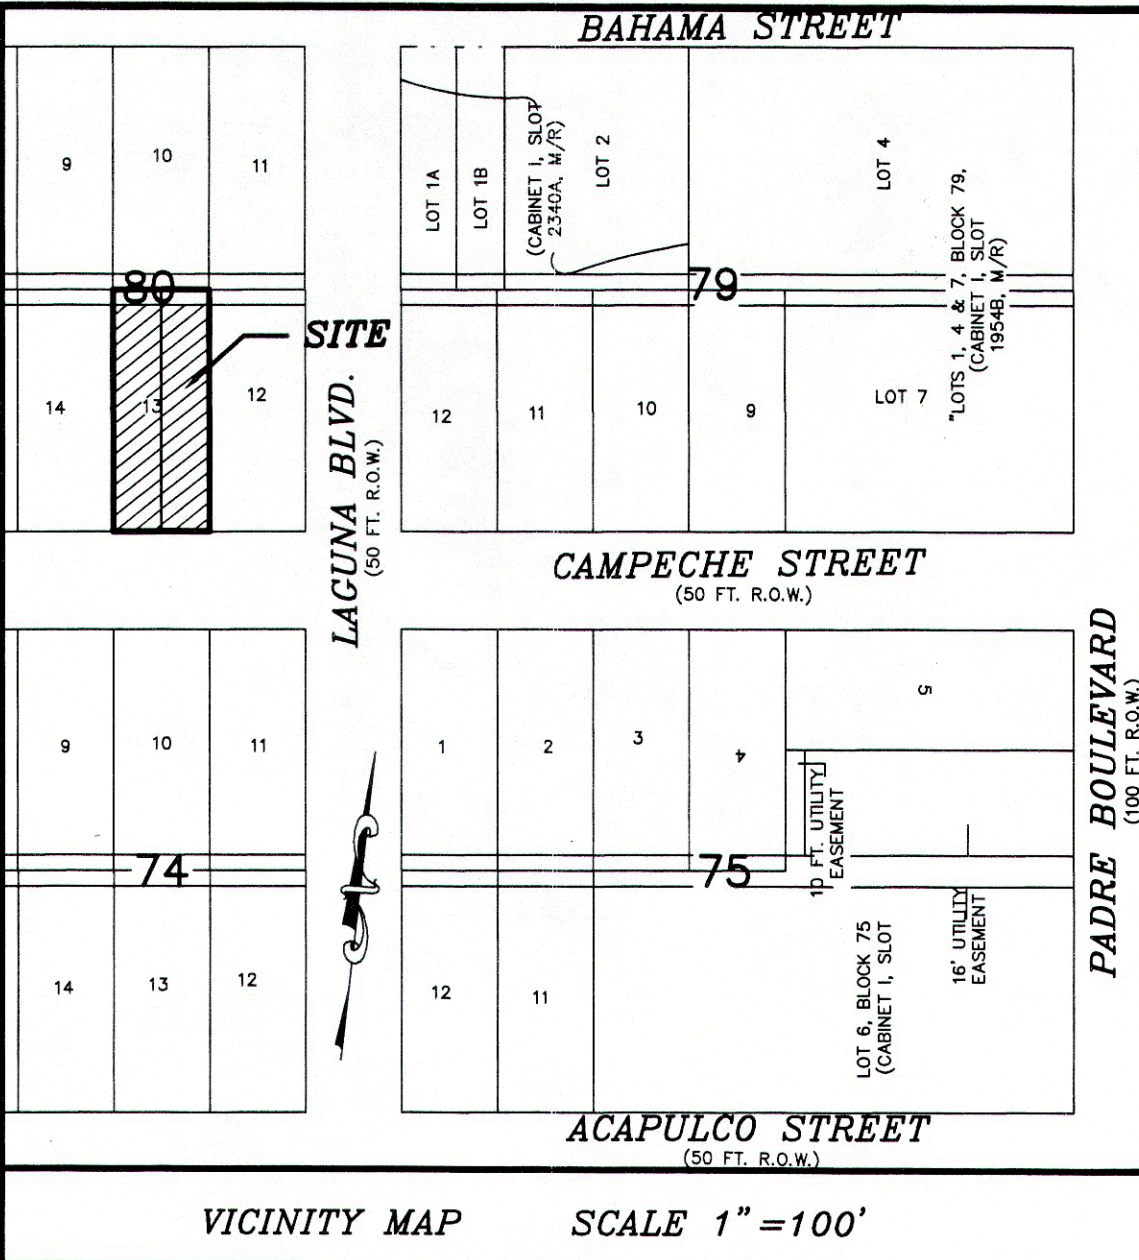 BAHAMA STREET
9
10
11
LOT 1A
LOT 1B
(CABINET I, SLOT
2340A, M/R)
LOT 2
LOT 4
"LOTS 1, 4 & 7, BLOCK 79,
(CABINET I, SLOT
1954B, M/R)
80
79
SITE
14
13
12
LAGUNA BLVD.
(50 FT. R.O.W.)
12
11
10
9
LOT 7
CAMPECHE STREET
(50 FT. R.O.W.)
9
10
11
1
2
3
4
5
10 FT. UTILITY
EASEMENT
PADRE BOULEVARD
(100 FT. R.O.W.)
74
75
14
13
12
12
11
LOT 6, BLOCK 75
(CABINET I, SLOT
16' UTILITY
EASEMENT
ACAPULCO STREET
(50 FT. R.O.W.)
VICINITY MAP
SCALE 1"=100'